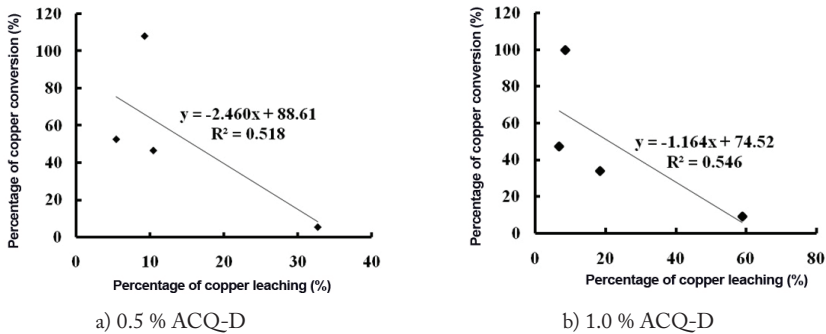 120
100
80
60
40
20
0
Percentage of copper conversion (%)
y = -2.460x + 88.61
R² = 0.518
0 10 20 30 40
Percentage of copper leaching (%)
a) 0.5 % ACQ-D
120
100
80
60
40
20
0
Percentage of copper conversion (%)
y = -1.164x + 74.52
R² = 0.546
0 20 40 60 80
Percentage of copper leaching (%)
b) 1.0 % ACQ-D